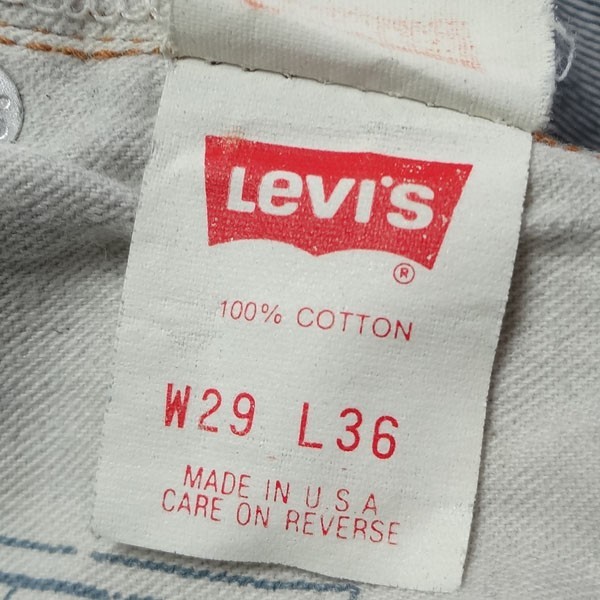 Levi's
®
100% COTTON
W29 L36
MADE IN U.S.A
CARE ON REVERSE